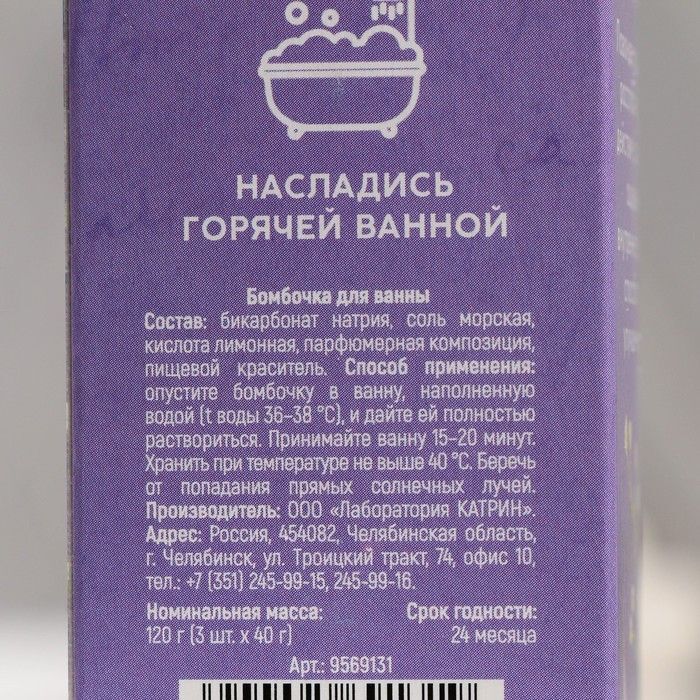 НАСЛАДИСЬ
ГОРЯЧЕЙ ВАННОЙ
Бомбочка для ванны
Состав: бикарбонат натрия, соль морская,
кислота лимонная, парфюмерная композиция,
пищевой краситель. Способ применения:
опустите бомбочку в ванну, наполненную
водой (t воды 36–38 °C), и дайте ей полностью
раствориться. Принимайте ванну 15–20 минут.
Хранить при температуре не выше 40 °C. Беречь
от попадания прямых солнечных лучей.
Производитель: ООО «Лаборатория КАТРИН».
Адрес: Россия, 454082, Челябинская область,
г. Челябинск, ул. Троицкий тракт, 74, офис 10,
тел.: +7 (351) 245-99-15, 245-99-16.
Номинальная масса: Срок годности:
120 г (3 шт. х 40 г) 24 месяца
Арт.: 9569131